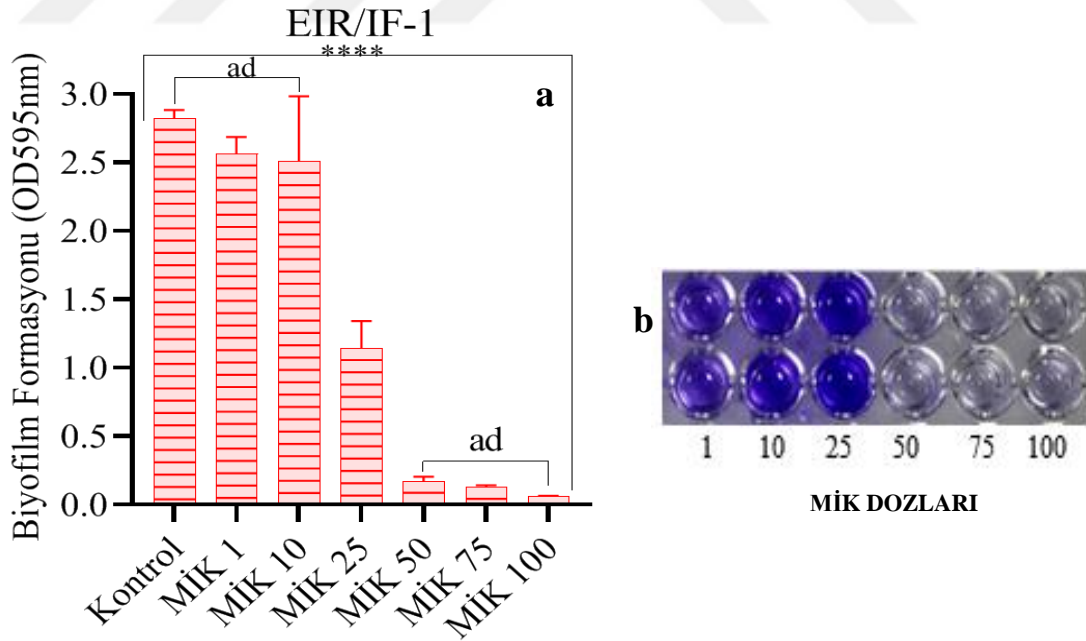 EIR/IF-1
****
ad
a
Biyofilm Formasyonu (OD595nm)
3.0
2.5
2.0
1.5
1.0
0.5
0.0
ad
Kontrol
MİK 1
MİK 10
MİK 25
MİK 50
MİK 75
MİK 100
b
1 10 25 50 75 100
MİK DOZLARI